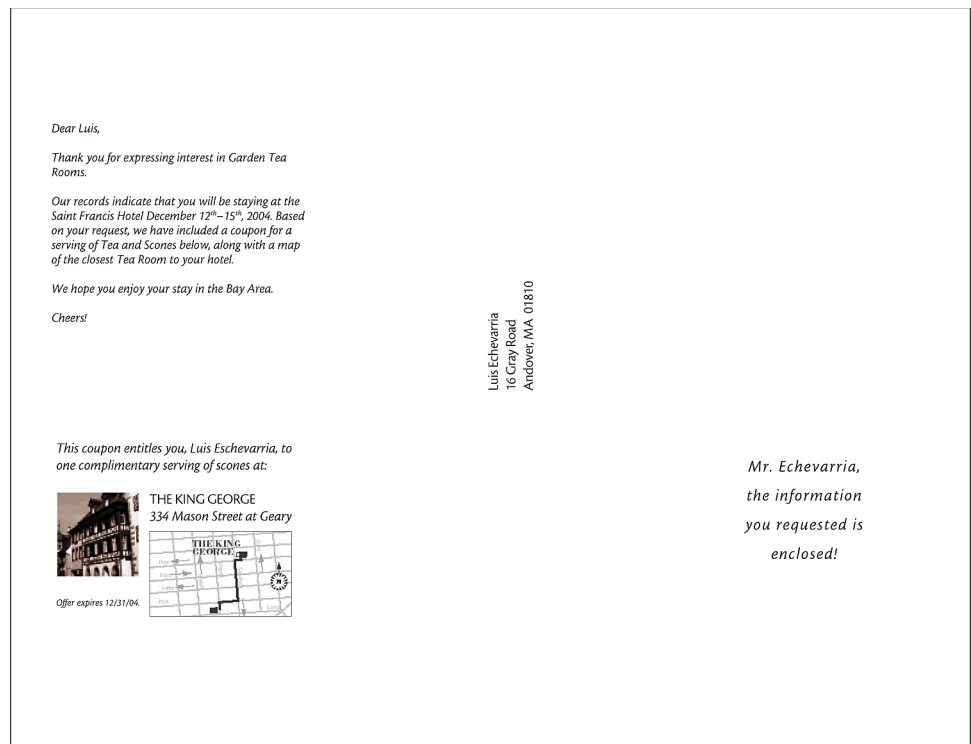 Dear Luis,
Thank you for expressing interest in Garden Tea
Rooms.
Our records indicate that you will be staying at the
Saint Francis Hotel December 12th–15th, 2004. Based
on your request, we have included a coupon for a
serving of Tea and Scones below, along with a map
of the closest Tea Room to your hotel.
We hope you enjoy your stay in the Bay Area.
Cheers!
This coupon entitles you, Luis Eschevarria, to
one complimentary serving of scones at:
THE KING GEORGE
334 Mason Street at Geary
THE KING
GEORGE
Post
Geary
N
Offer expires 12/31/04.
Luis Echevarria
16 Gray Road
Andover, MA 01810
Mr. Echevarria,
the information
you requested is
enclosed!